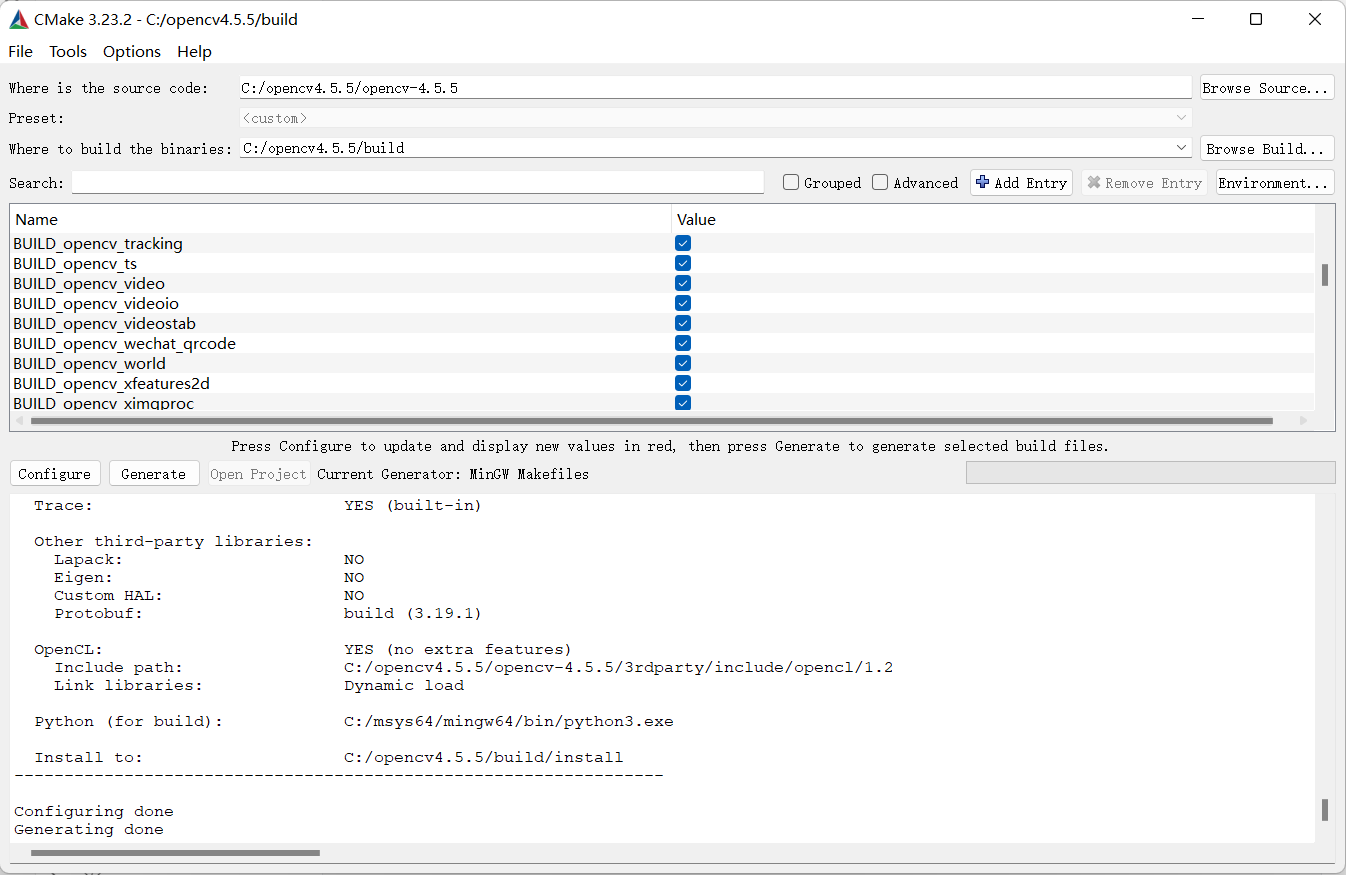 CMake 3.23.2 - C:/opencv4.5.5/build
File Tools Options Help
Where is the source code: C:/opencv4.5.5/opencv-4.5.5 Browse Source...
Preset: <custom>
Where to build the binaries: C:/opencv4.5.5/build Browse Build...
Search: Grouped Advanced Add Entry Remove Entry Environment...
Name Value
BUILD_opencv_tracking
BUILD_opencv_ts
BUILD_opencv_video
BUILD_opencv_videoio
BUILD_opencv_videostab
BUILD_opencv_wechat_qrcode
BUILD_opencv_world
BUILD_opencv_xfeatures2d
BUILD_opencv_ximgproc
Press Configure to update and display new values in red, then press Generate to generate selected build files.
Configure Generate Open Project Current Generator: MinGW Makefiles
Trace: YES (built-in)
Other third-party libraries:
Lapack: NO
Eigen: NO
Custom HAL: NO
Protobuf: build (3.19.1)
OpenCL: YES (no extra features)
Include path: C:/opencv4.5.5/opencv-4.5.5/3rdparty/include/opencl/1.2
Link libraries: Dynamic load
Python (for build): C:/msys64/mingw64/bin/python3.exe
Install to: C:/opencv4.5.5/build/install
-----------------------------------------------------------------
Configuring done
Generating done